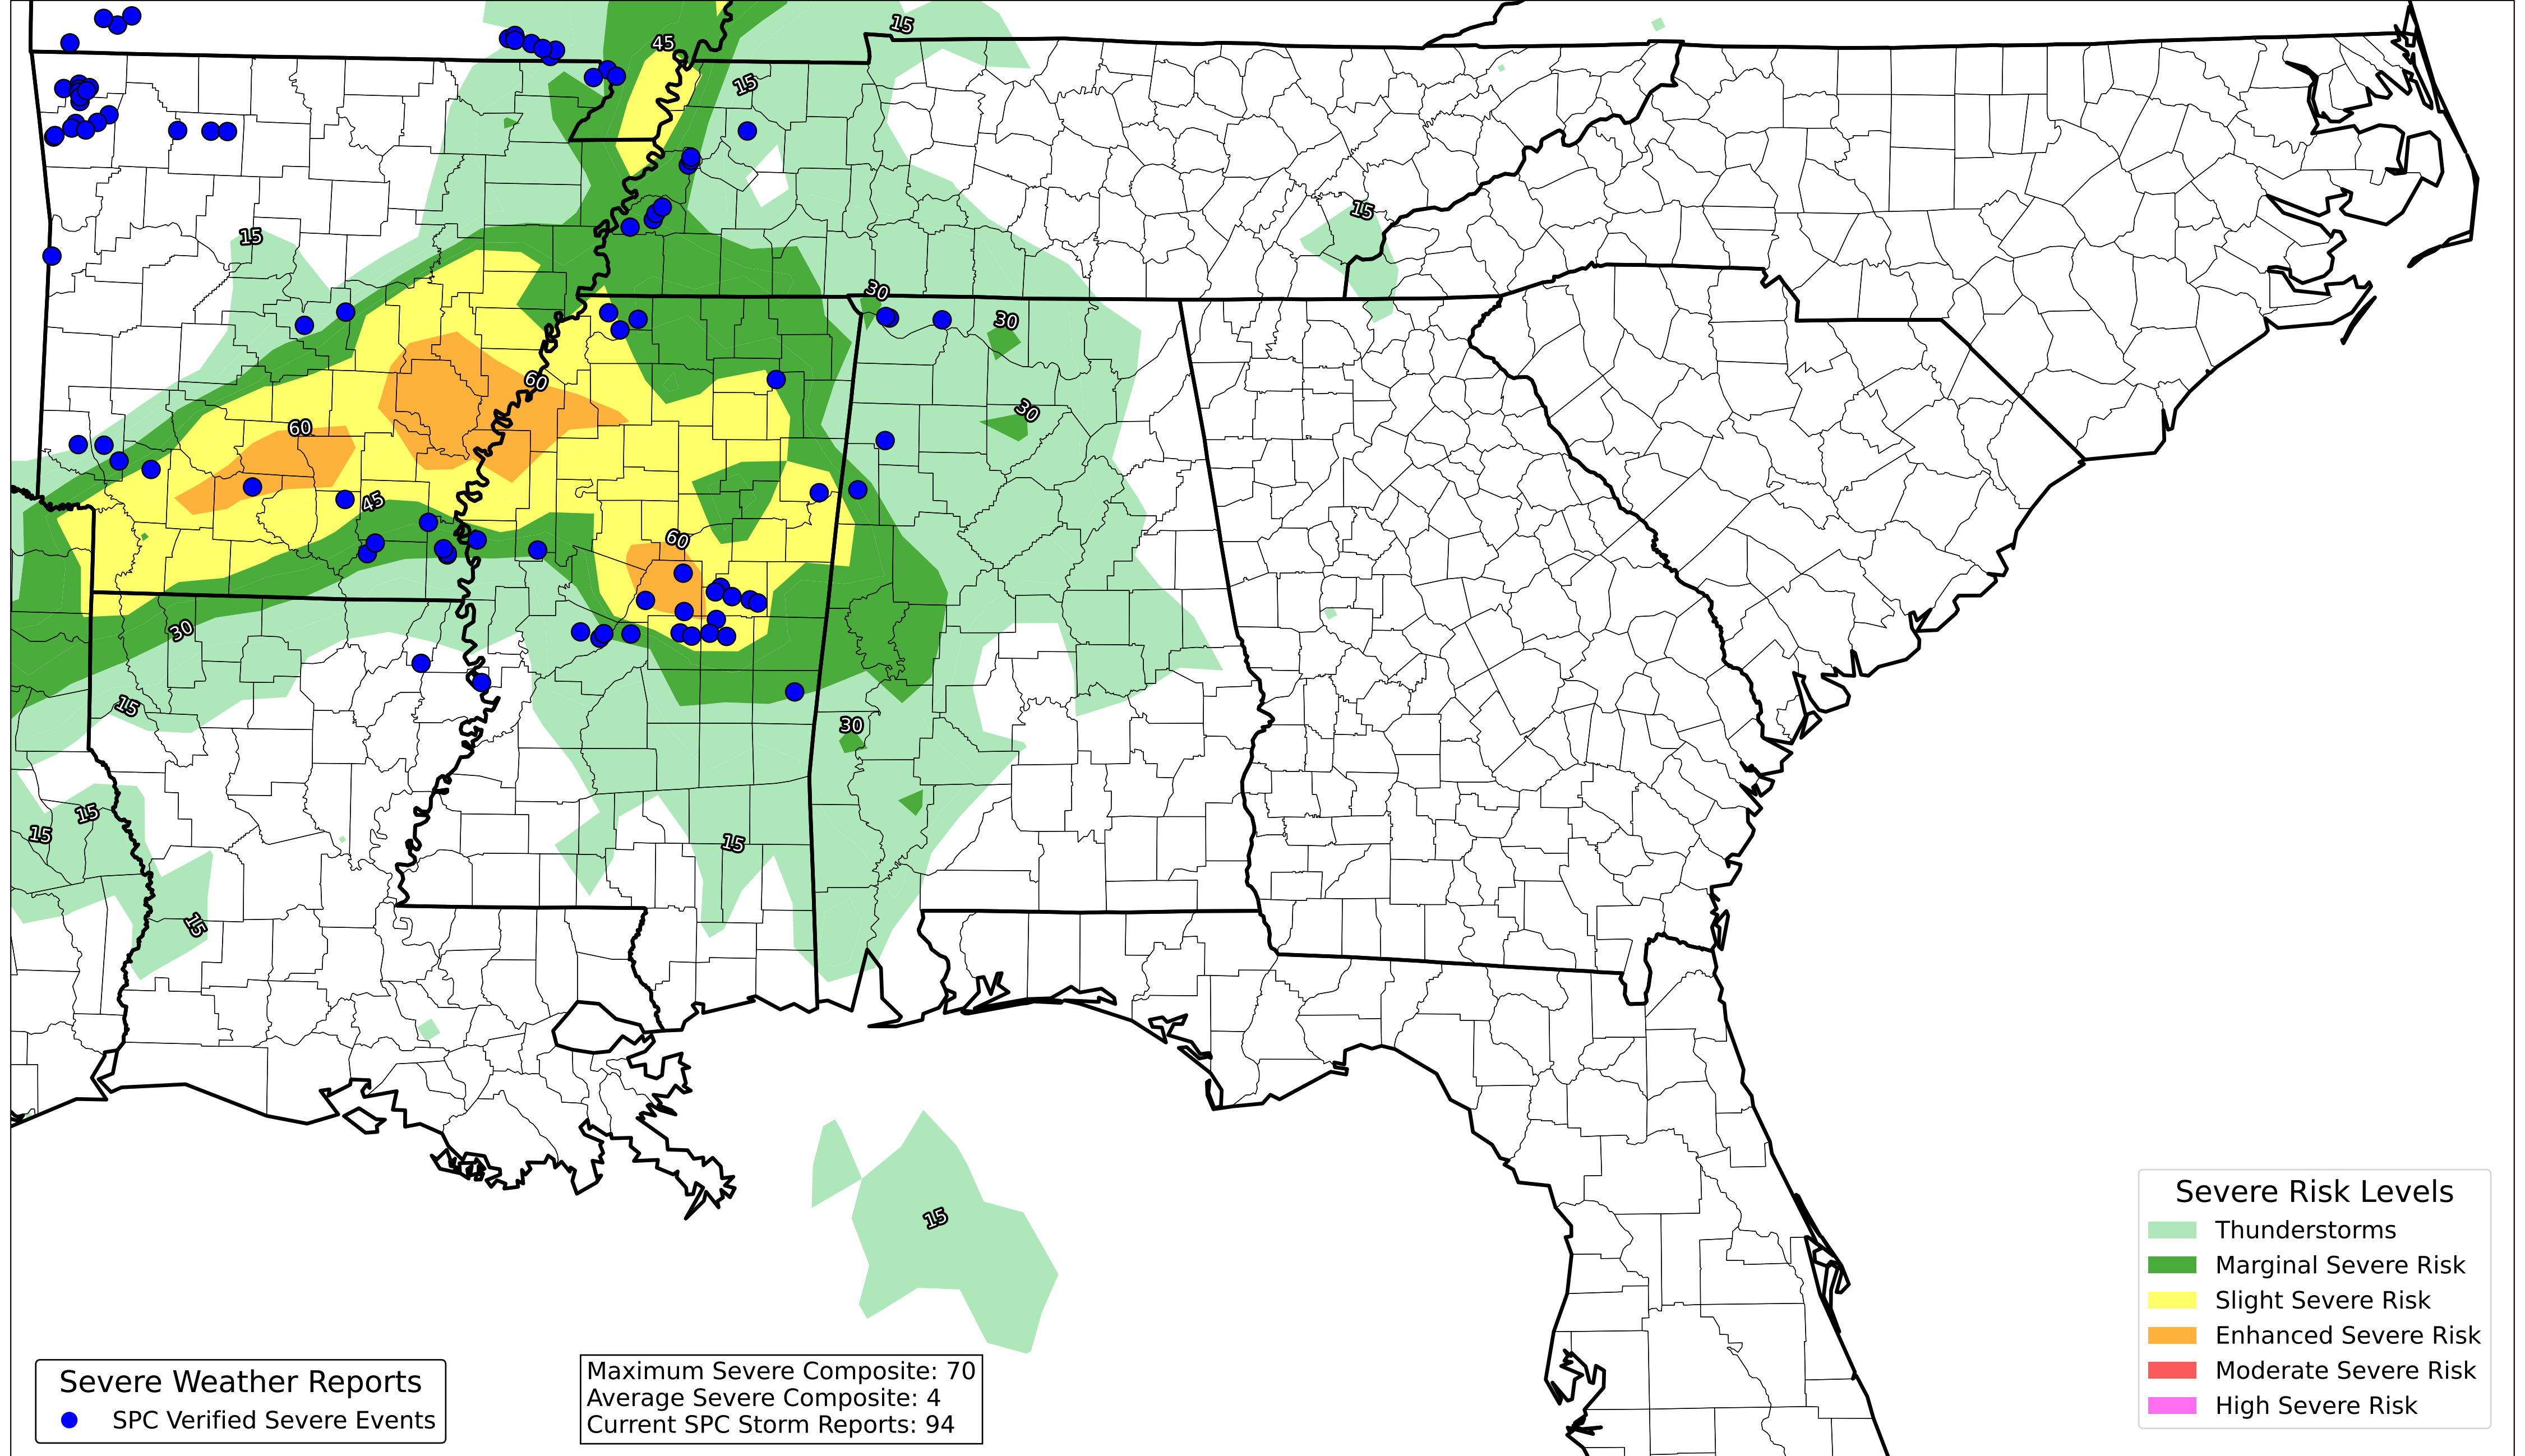 15
45
15
15
15
30
30
60
30
60
45
60
30
15
30
15
15
15
15
15
Severe Risk Levels
Thunderstorms
Marginal Severe Risk
Slight Severe Risk
Enhanced Severe Risk
Moderate Severe Risk
High Severe Risk
Severe Weather Reports
SPC Verified Severe Events
Maximum Severe Composite: 70
Average Severe Composite: 4
Current SPC Storm Reports: 94